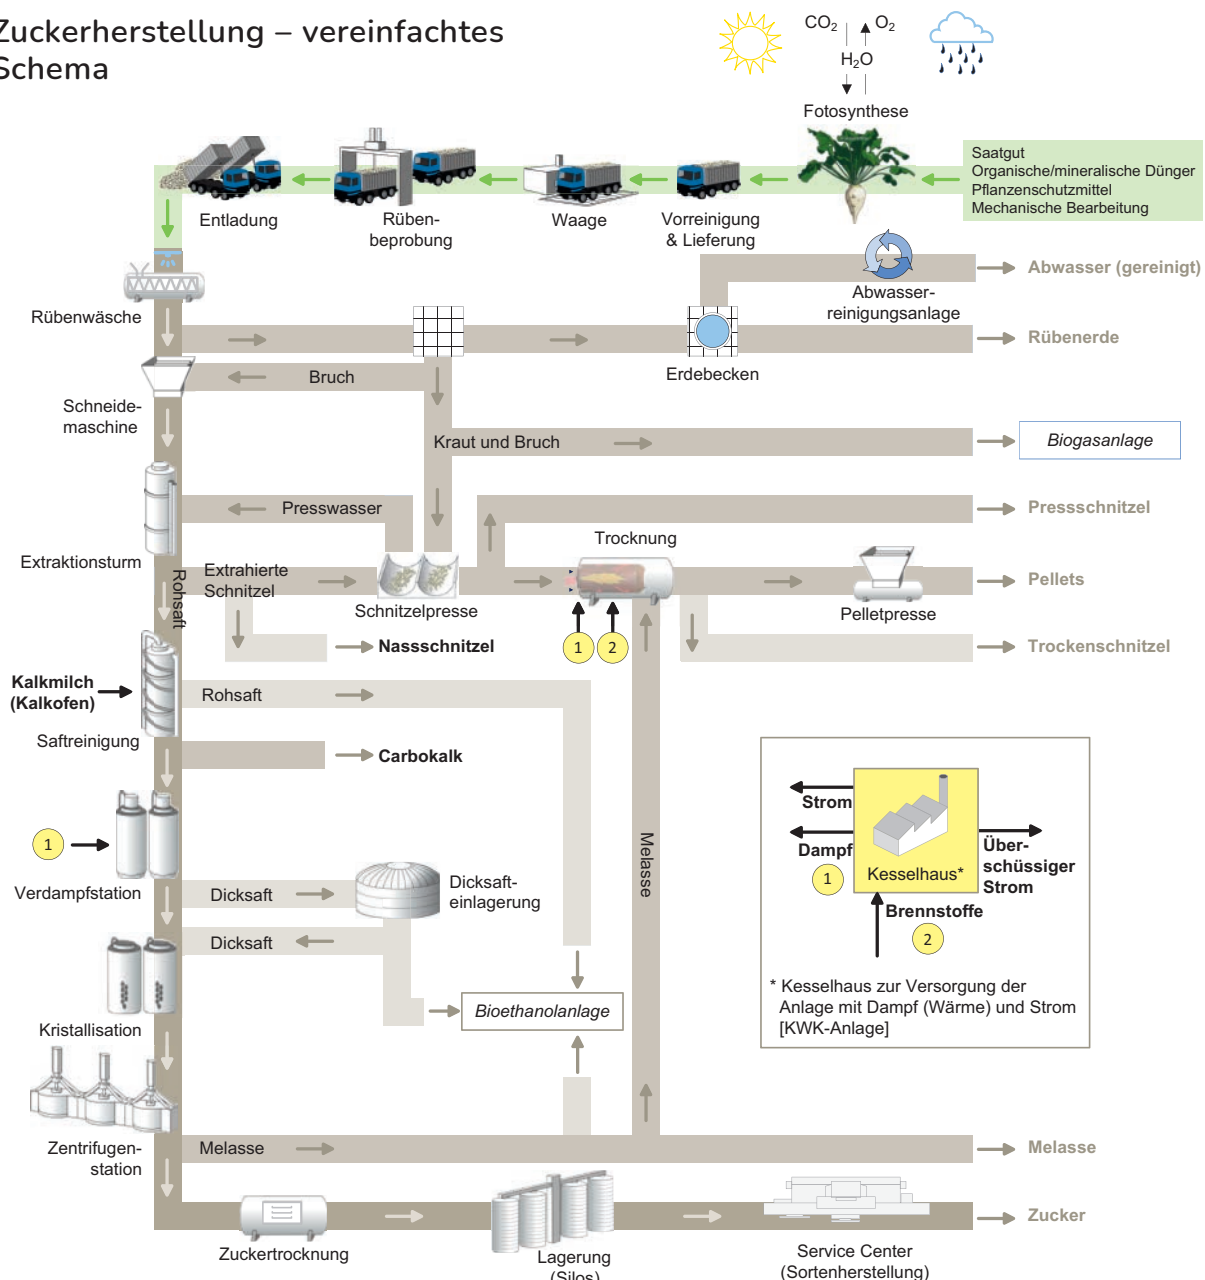 Zuckerherstellung – vereinfachtes
Schema
CO2
O2
H2O
Fotosynthese
Saatgut
Organische/mineralische Dünger
Pflanzenschutzmittel
Mechanische Bearbeitung
Entladung
Rüben-
beprobung
Waage
Vorreinigung
& Lieferung
Abwasser-
reinigungsanlage
Abwasser (gereinigt)
Rübenwäsche
Erdebecken
Rübenerde
Bruch
Schneide-
maschine
Kraut und Bruch
Biogasanlage
Presswasser
Pressschnitzel
Extraktionsturm
Rohsaft
Extrahierte
Schnitzel
Schnitzelpresse
Trocknung
1
2
Pelletpresse
Pellets
Nassschnitzel
Trockenschnitzel
Kalkmilch
(Kalkofen)
Rohsaft
Saftreinigung
Carbokalk
1
Verdampfstation
Dicksaft
Dicksaft-
einlagerung
Dicksaft
Melasse
Bioethanolanlage
Kristallisation
Strom
Dampf
1
Kesselhaus*
Über-
schüssiger
Strom
Brennstoffe
2
* Kesselhaus zur Versorgung der
Anlage mit Dampf (Wärme) und Strom
[KWK-Anlage]
Zentrifugen-
station
Melasse
Melasse
Zuckertrocknung
Lagerung
(Silos)
Service Center
(Sortenherstellung)
Zucker